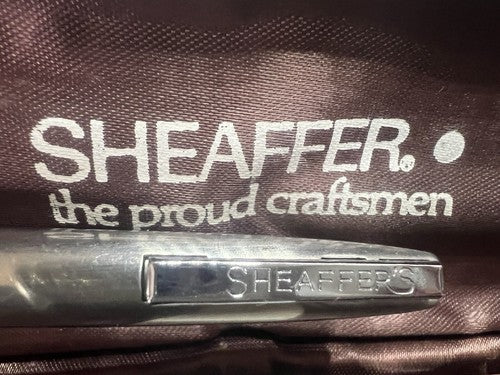 SHEAFFER®
the proud craftsmen
SHEAFFER'S